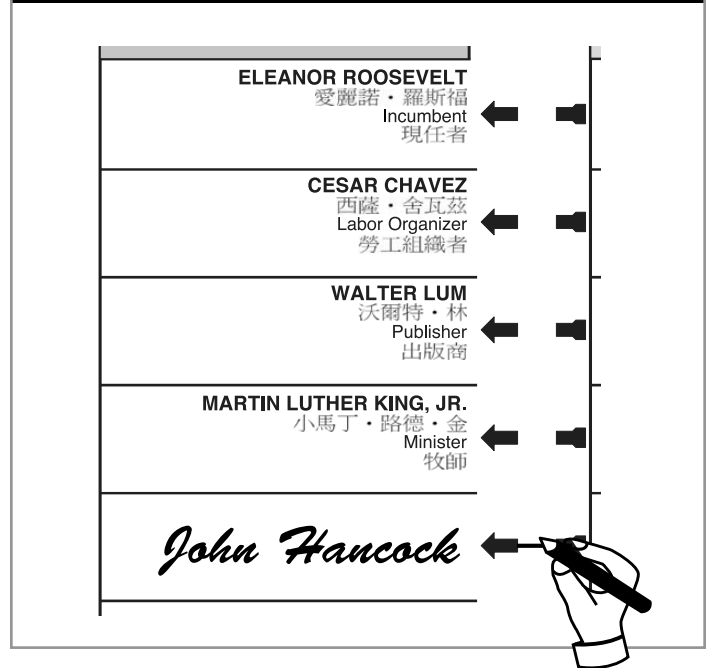 ELEANOR ROOSEVELT
愛麗諾・羅斯福
Incumbent
現任者
CESAR CHAVEZ
西薩・舍瓦茲
Labor Organizer
勞工組織者
WALTER LUM
沃爾特・林
Publisher
出版商
MARTIN LUTHER KING, JR.
小馬丁・路德・金
Minister
牧師
John Hancock